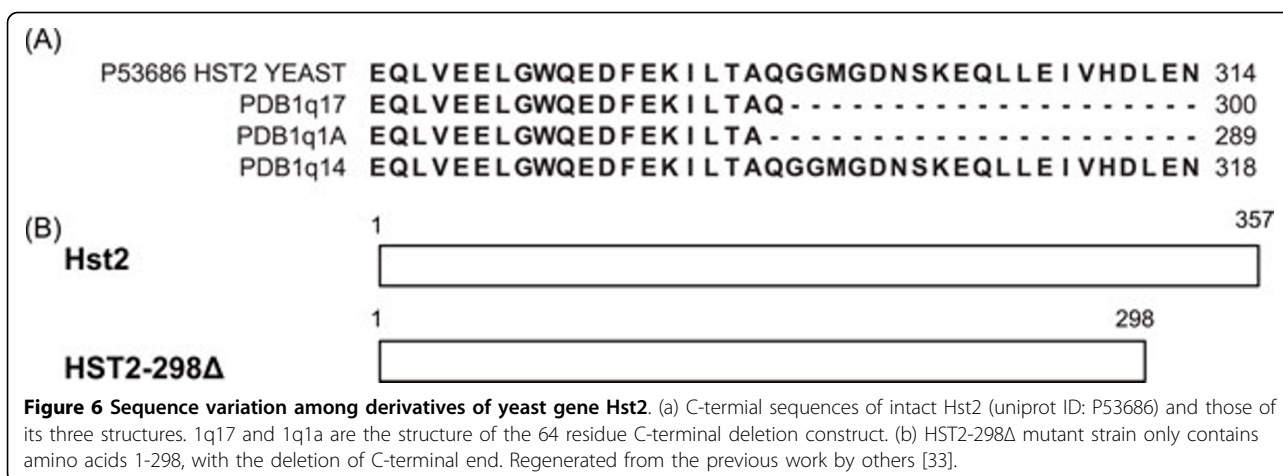 (A)
P53686 HST2 YEAST EQLVEELGWQEDFEKILTAQGGMGDNSKEQLLEIVHDLEN 314
PDB1q17 EQLVEELGWQEDFEKILTAQ-------------------- 300
PDB1q1A EQLVEELGWQEDFEKILTA--------------------- 289
PDB1q14 EQLVEELGWQEDFEKILTAQGGMGDNSKEQLLEIVHDLEN 318
(B)
1 357
Hst2
1 298
HST2-298Δ
Figure 6 Sequence variation among derivatives of yeast gene Hst2. (a) C-termial sequences of intact Hst2 (uniprot ID: P53686) and those of
its three structures. 1q17 and 1q1a are the structure of the 64 residue C-terminal deletion construct. (b) HST2-298Δ mutant strain only contains
amino acids 1-298, with the deletion of C-terminal end. Regenerated from the previous work by others [33].